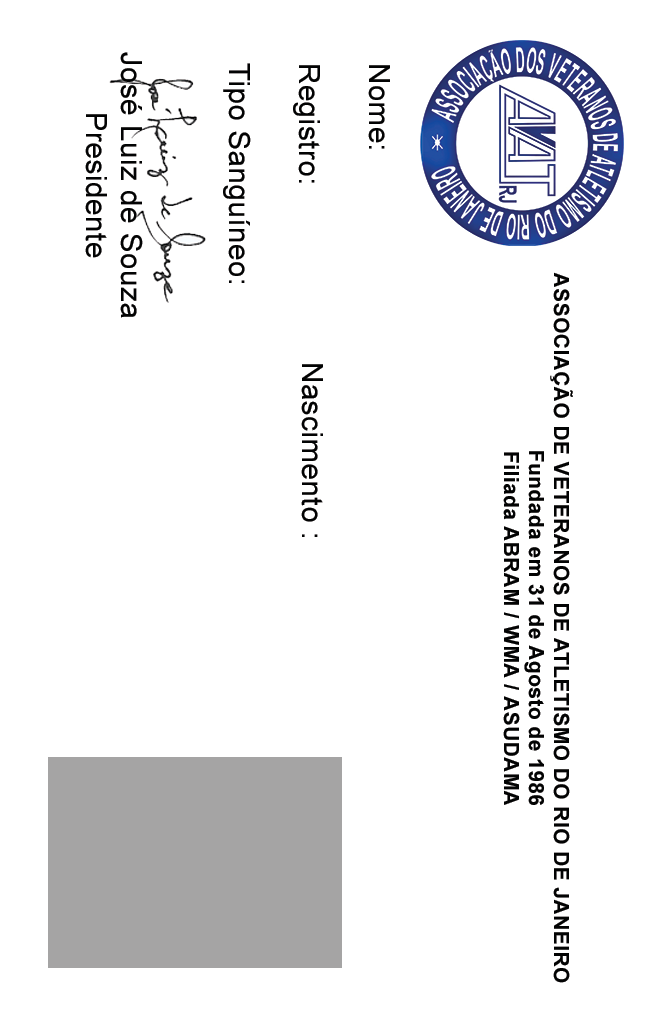 ASSOCIAÇÃO DOS VETERANOS DE ATLETISMO DO RIO DE JANEIRO
AVAT
RJ
ASSOCIAÇÃO DE VETERANOS DE ATLETISMO DO RIO DE JANEIRO
Fundada em 31 de Agosto de 1986
Filiada ABRAM / WMA / ASUDAMA
Nome:
Registro: Nascimento :
Tipo Sanguíneo:
José Luiz de Souza
José Luiz de Souza
Presidente